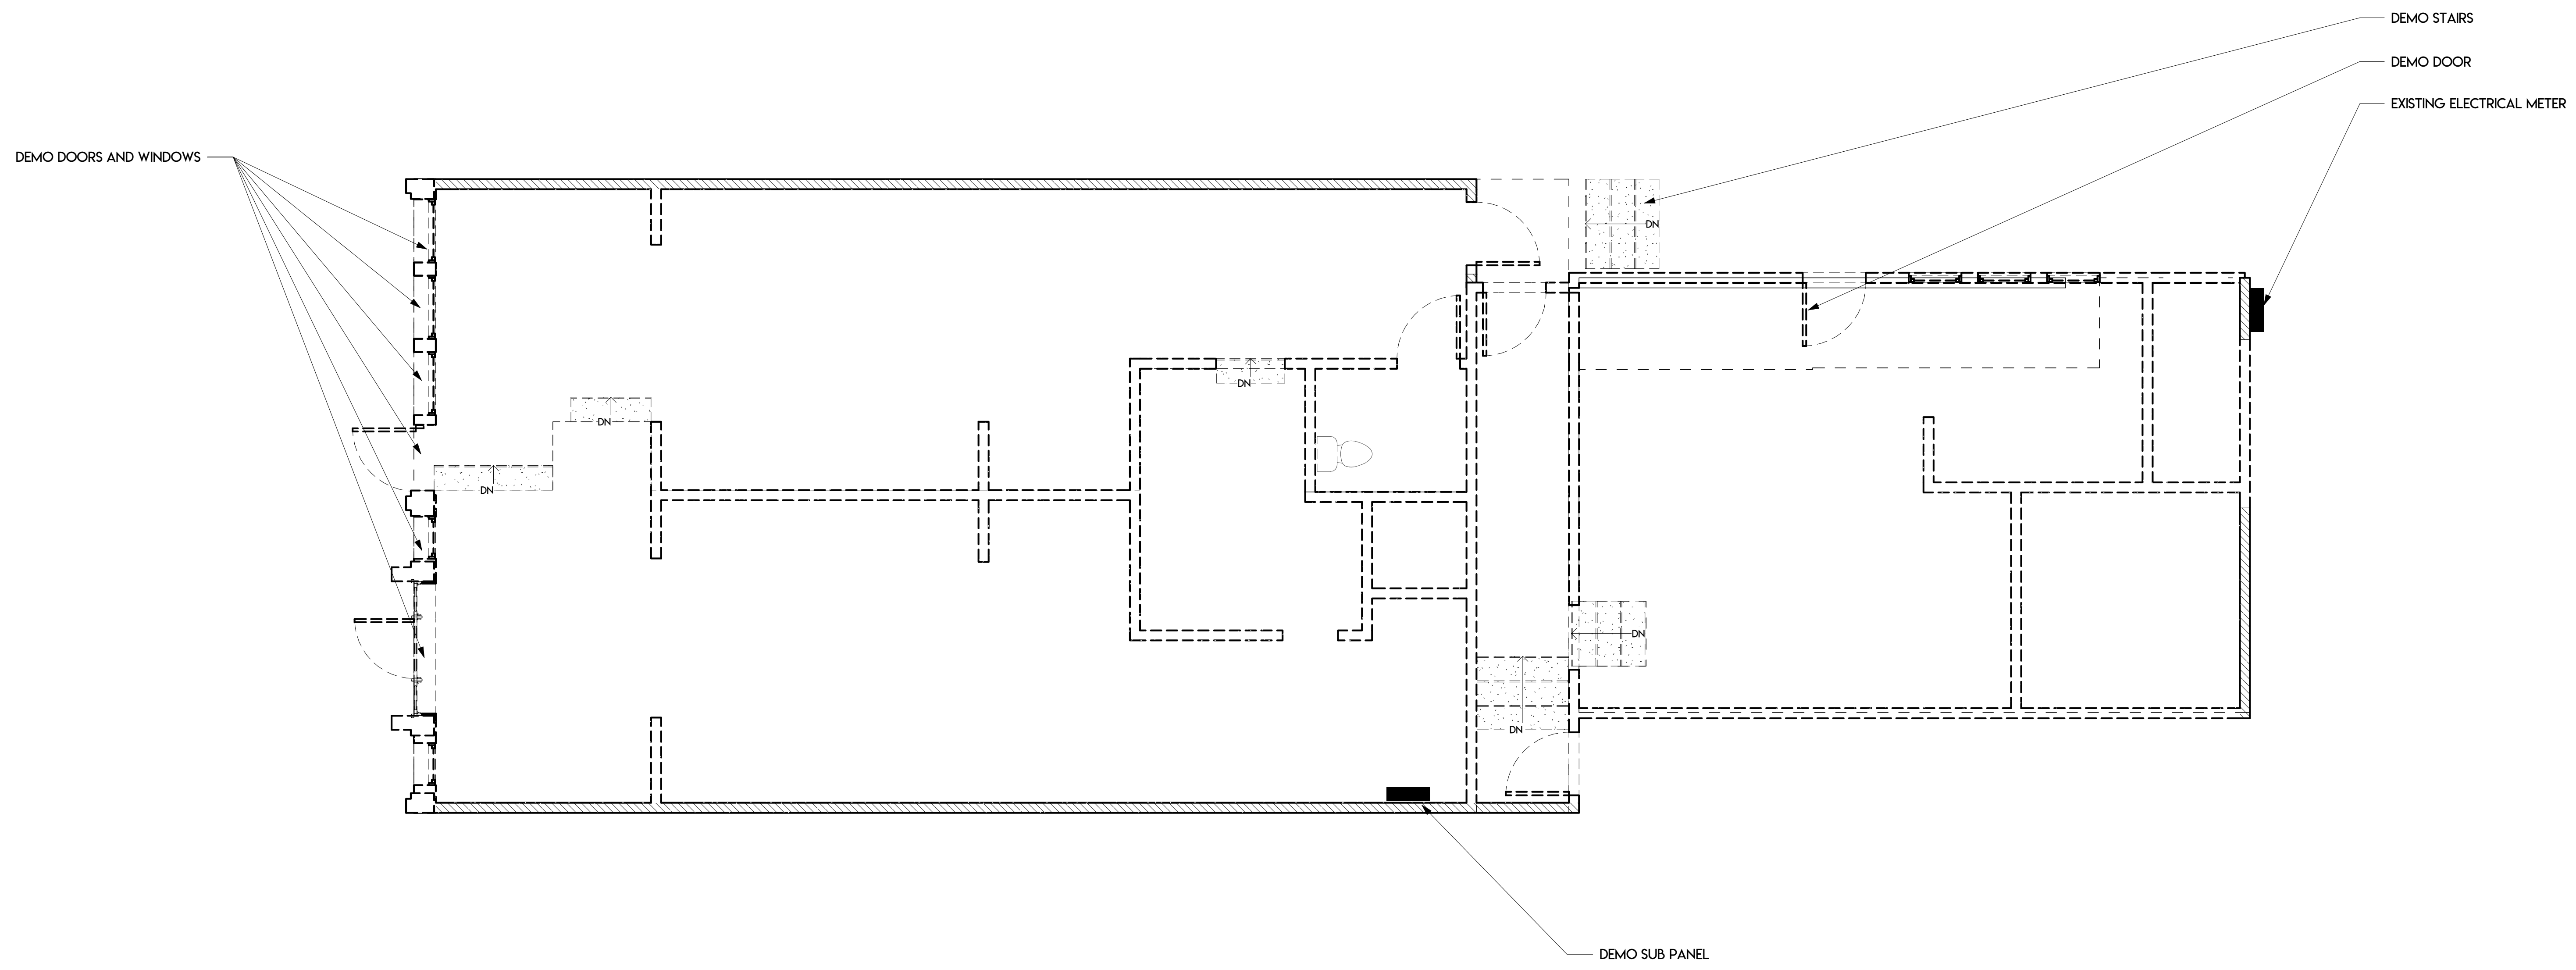 DEMO STAIRS
DEMO DOOR
EXISTING ELECTRICAL METER
DEMO DOORS AND WINDOWS
DN
DN
DN
DN
DN
DN
DEMO SUB PANEL